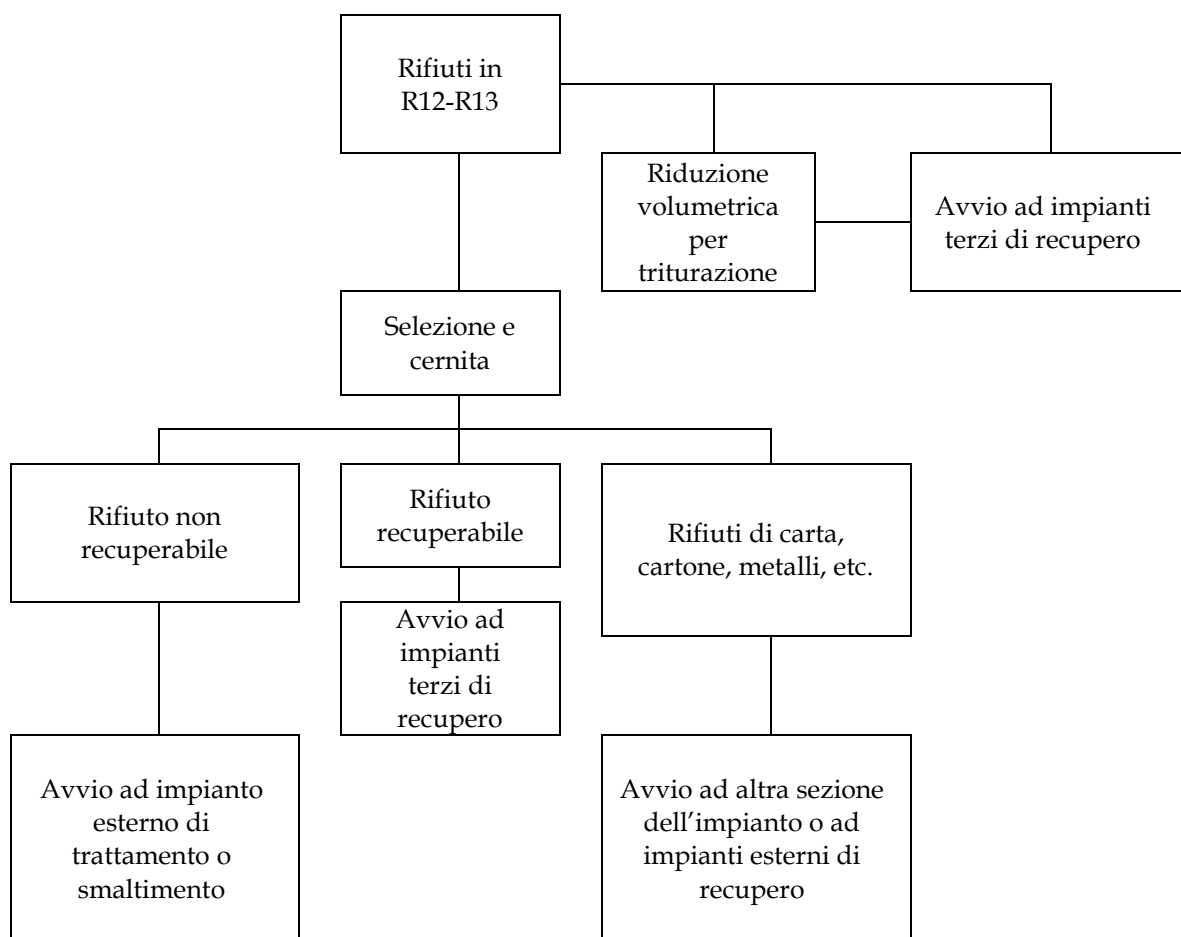 Rifiuti in
R12-R13
Riduzione
volumetrica
per
triturazione
Avvio ad impianti
terzi di recupero
Selezione e
cernita
Rifiuto non
recuperabile
Rifiuto
recuperabile
Rifiuti di carta,
cartone, metalli, etc.
Avvio ad
impianti
terzi di
recupero
Avvio ad impianto
esterno di
trattamento o
smaltimento
Avvio ad altra sezione
dell’impianto o ad
impianti esterni di
recupero